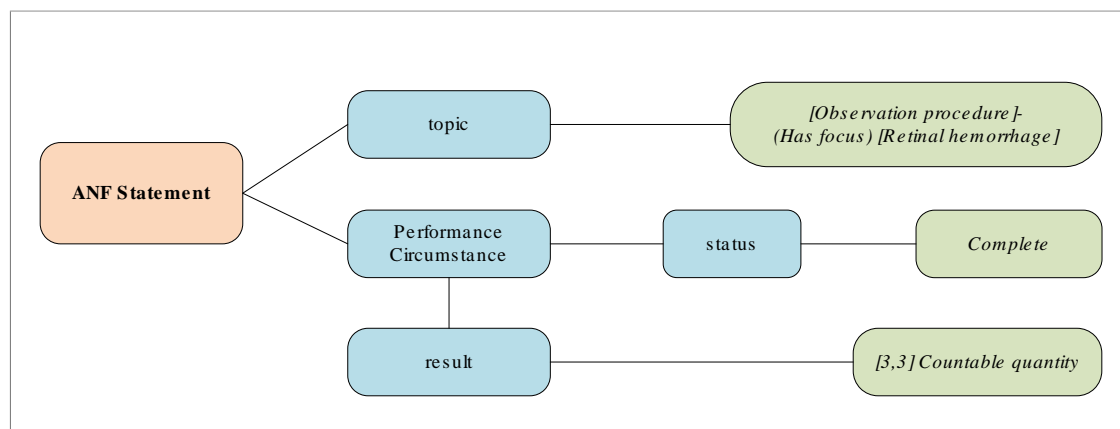 topic
[Observation procedure]-
(Has focus) [Retinal hemorrhage]
ANF Statement
Performance
Circumstance
status
Complete
result
[3,3] Countable quantity